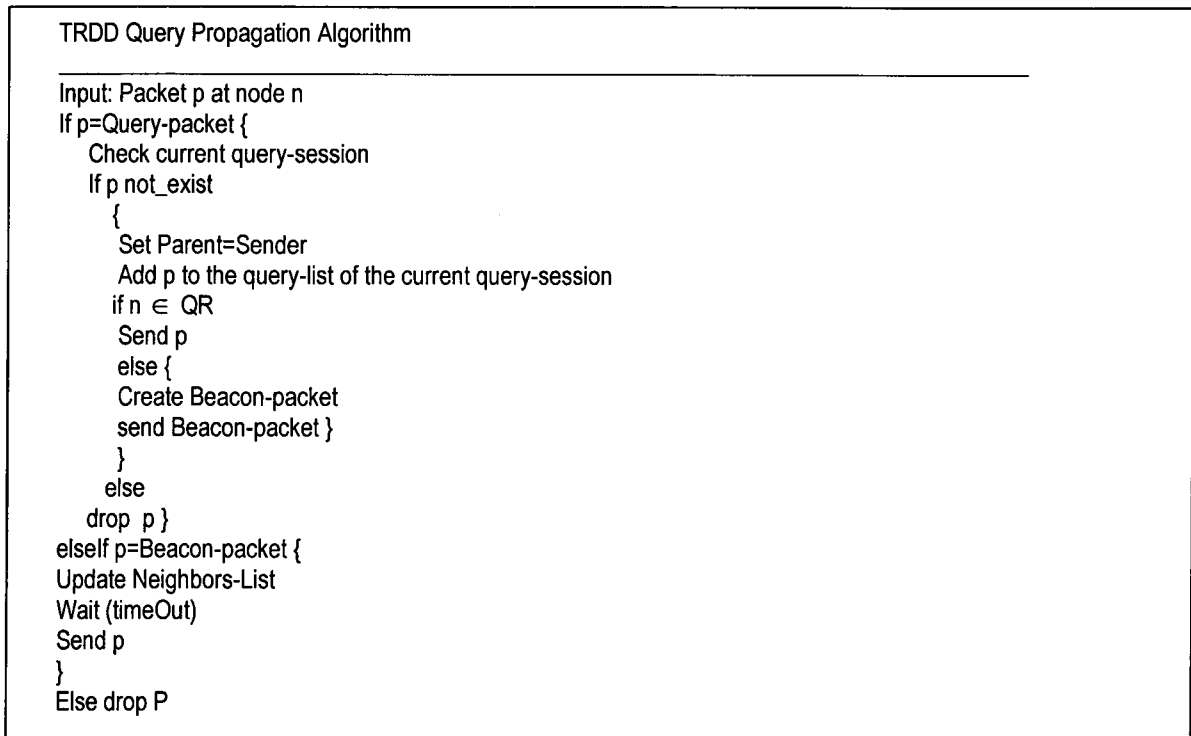 TRDD Query Propagation Algorithm
Input: Packet p at node n
If p=Query-packet {
Check current query-session
If p not_exist
{
Set Parent=Sender
Add p to the query-list of the current query-session
if n ∈ QR
Send p
else {
Create Beacon-packet
send Beacon-packet }
}
else
drop p }
elseIf p=Beacon-packet {
Update Neighbors-List
Wait (timeOut)
Send p
}
Else drop P